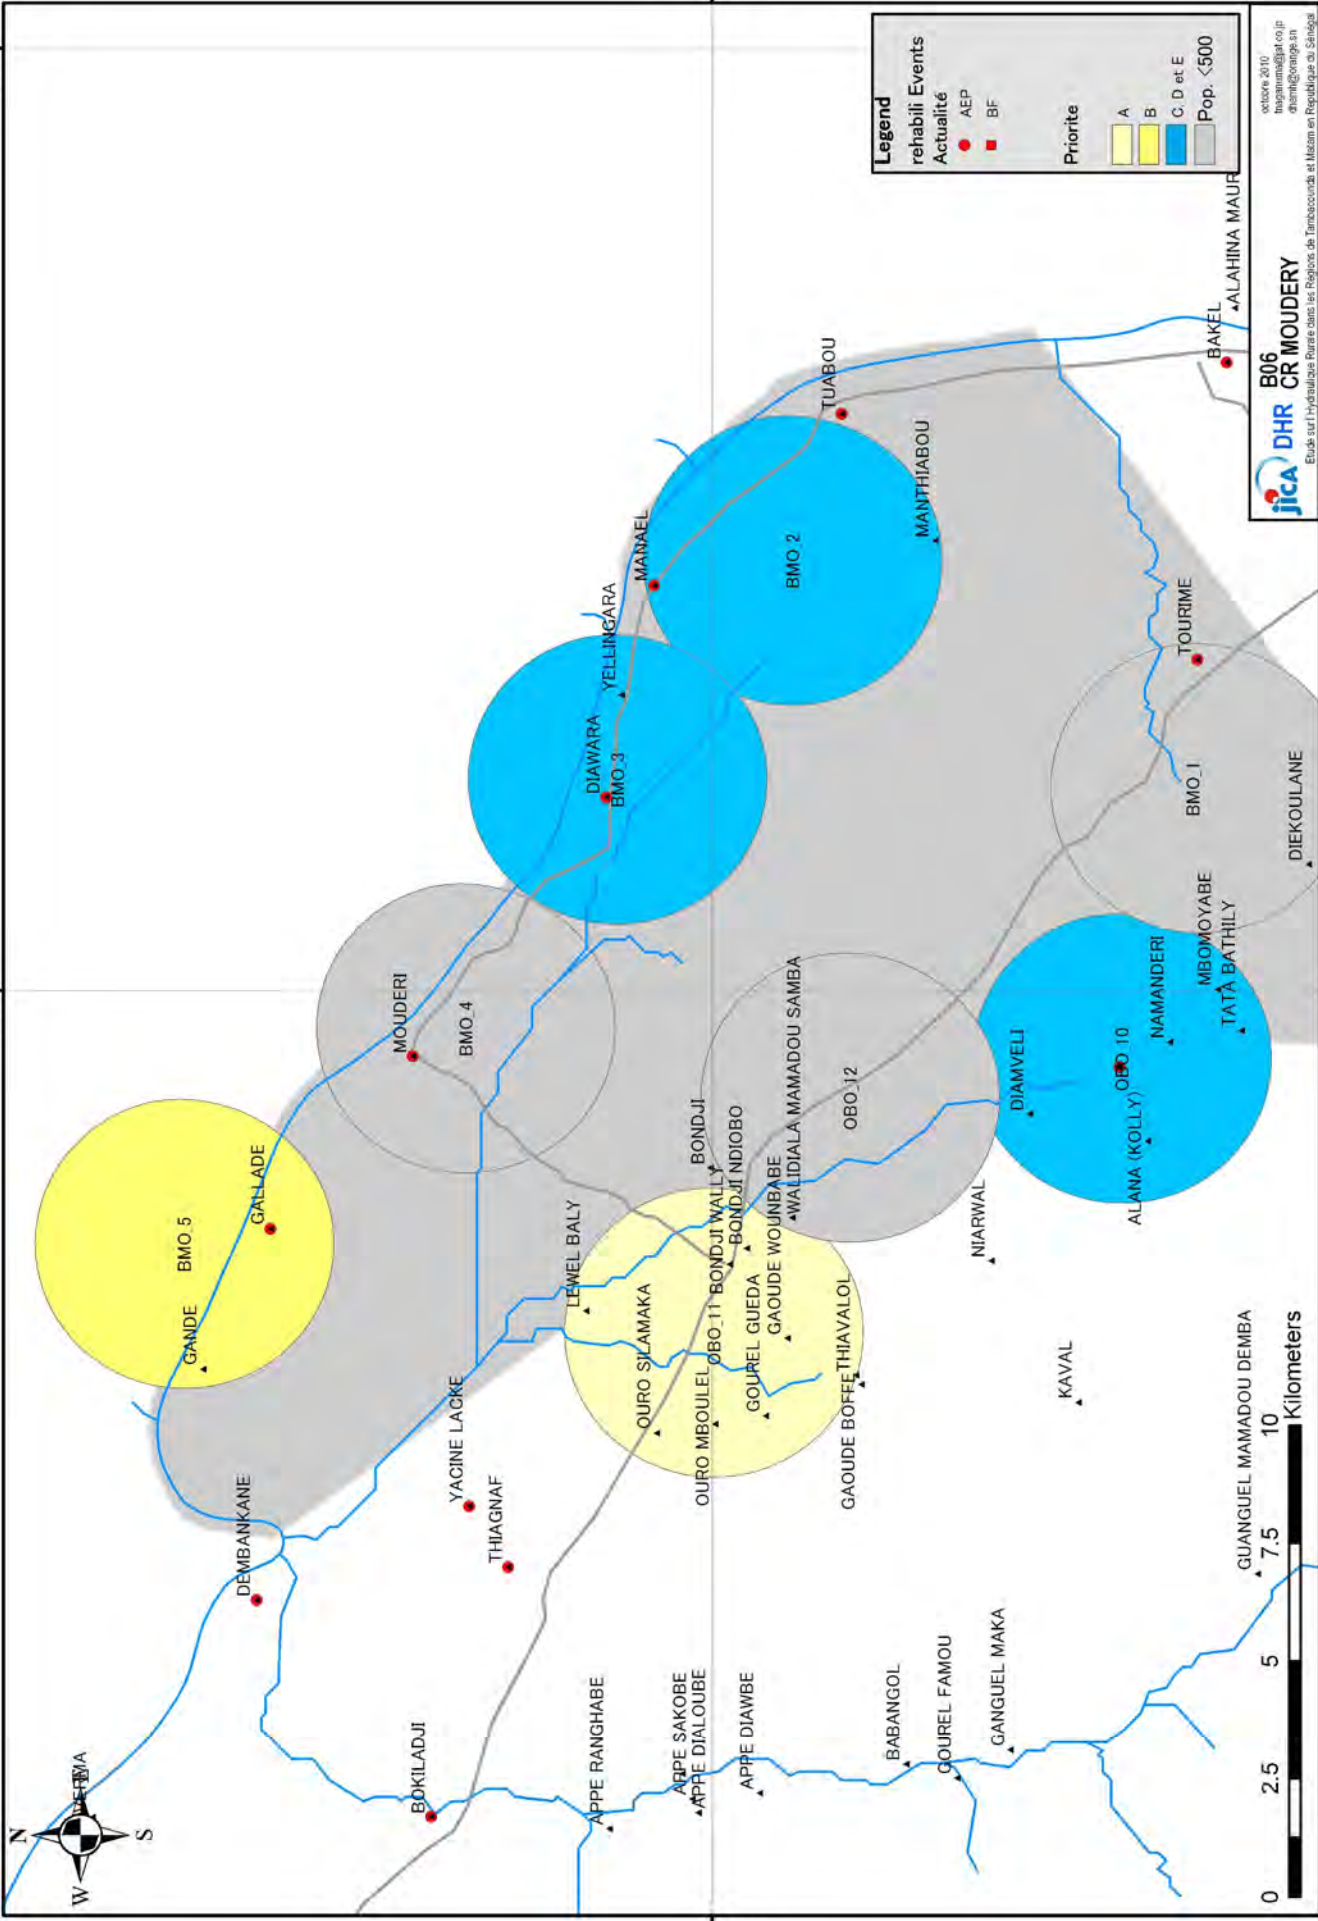 N
W
E
S
WEHMA
DEMBANKANE
BOKILADJI
APPE RANGHABE
APPE SAKOBE
APPE DIALOUBE
APPE DIAWBE
BABANGOL
GOUREL FAMOU
GANGUEL MAKA
GUANGUEL MAMADOU DEMBA
YACINE LACKE
THIAGNAF
GANDE
BMO_5
GALLADE
MOUDERI
BMO_4
LEWEL BALY
OURO SILAMAKA
OURO MBOULEL
OBO_11
BONDJI WALLY
BONDJI
BONDJI NDIOBO
GOUREL GUEDA
GAOUDE WOUNBABE
WALIDIALA MAMADOU SAMBA
GAOUDE BOFFE
THIAVALOL
OBO_12
NIARWAL
KAVAL
DIAMVELI
ALANA (KOLLY)
OBO 10
NAMANDERI
MBOMOYABE
TATA BATHILY
DIEKOULANE
BMO_1
TOURIME
DIAWARA
BMO_3
YELLINGARA
MANAEL
BMO_2
MANTHIABOU
TUABOU
BAKEL
ALAHINA MAUR
0
2.5
5
7.5
10
Kilometers
Legend
rehabili Events
Actualité
AEP
BF
Priorite
A
B
C. D et E
Pop. <500
jica DHR B06
CR MOUDERY
octobre 2010
Etude sur l'Hydraulique Rurale dans les Régions de Tambacounda et Matam en Republique du Sénégal